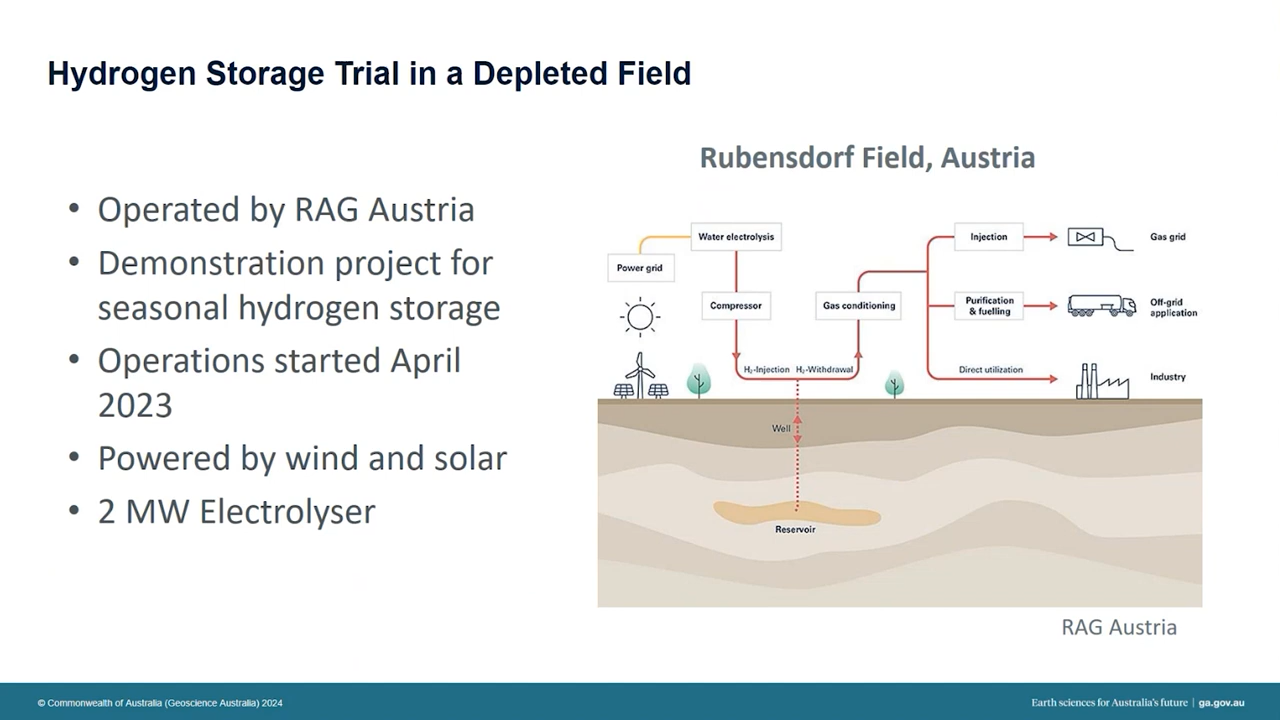 Hydrogen Storage Trial in a Depleted Field
• Operated by RAG Austria
• Demonstration project for
seasonal hydrogen storage
• Operations started April
2023
• Powered by wind and solar
• 2 MW Electrolyser
Rubensdorf Field, Austria
Water electrolysis
Power grid
Compressor
Gas conditioning
H₂-Injection
H₂-Withdrawal
Injection
Gas grid
Purification
& fuelling
Off-grid
application
Direct utilization
Industry
Well
Reservoir
RAG Austria
© Commonwealth of Australia (Geoscience Australia) 2024
Earth sciences for Australia's future | ga.gov.au